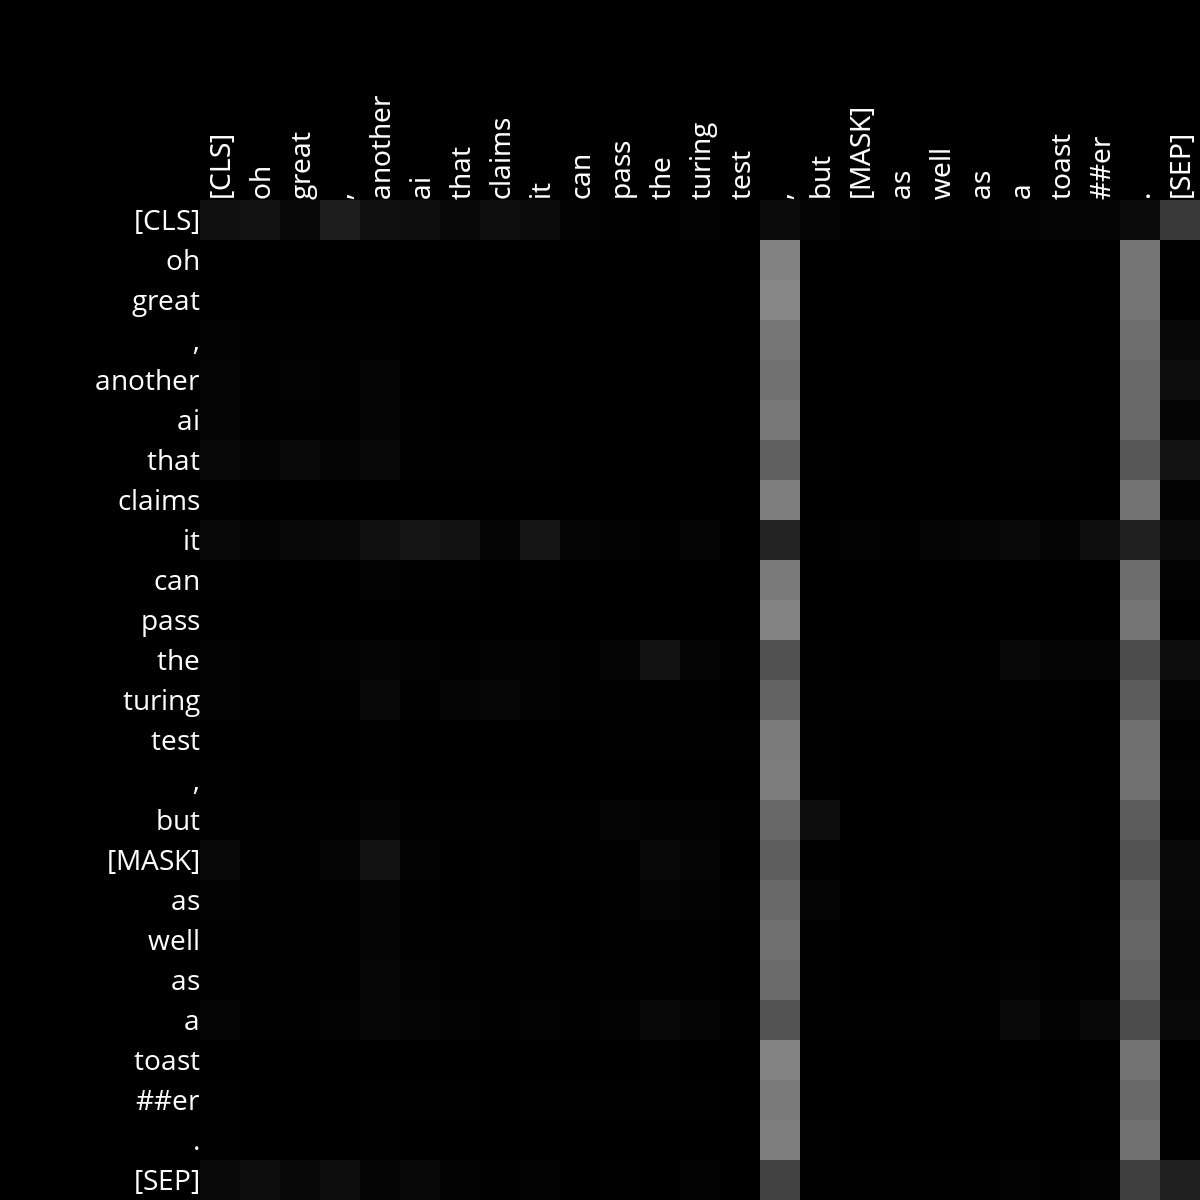 [CLS] oh great , another ai that claims it can pass the turing test , but [MASK] as well as a toast ##er . [SEP]
[CLS]
oh
great
,
another
ai
that
claims
it
can
pass
the
turing
test
,
but
[MASK]
as
well
as
a
toast
##er
.
[SEP]